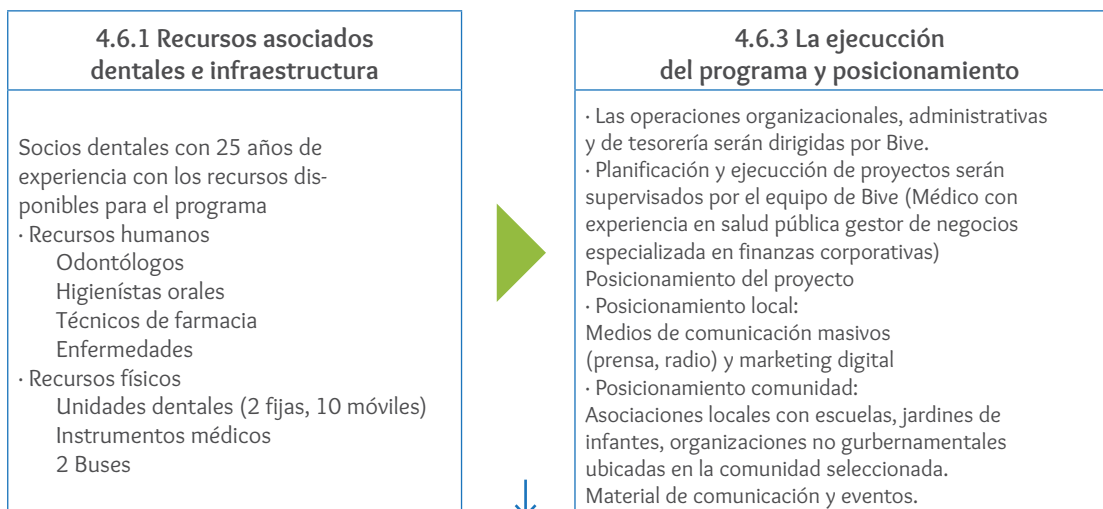 4.6.1 Recursos asociados
dentales e infraestructura
Socios dentales con 25 años de
experiencia con los recursos dis-
ponibles para el programa
· Recursos humanos
Odontólogos
Higienístas orales
Técnicos de farmacia
Enfermedades
· Recursos físicos
Unidades dentales (2 fijas, 10 móviles)
Instrumentos médicos
2 Buses
4.6.3 La ejecucción
del programa y posicionamiento
· Las operaciones organizacionales, administrativas
y de tesorería serán dirigidas por Bive.
· Planificación y ejecución de proyectos serán
supervisados por el equipo de Bive (Médico con
experiencia en salud pública gestor de negocios
especializada en finanzas corporativas)
Posicionamiento del proyecto
· Posicionamiento local:
Medios de comunicación masivos
(prensa, radio) y marketing digital
· Posicionamiento comunidad:
Asociaciones locales con escuelas, jardines de
infantes, organizaciones no gurbernamentales
ubicadas en la comunidad seleccionada.
Material de comunicación y eventos.